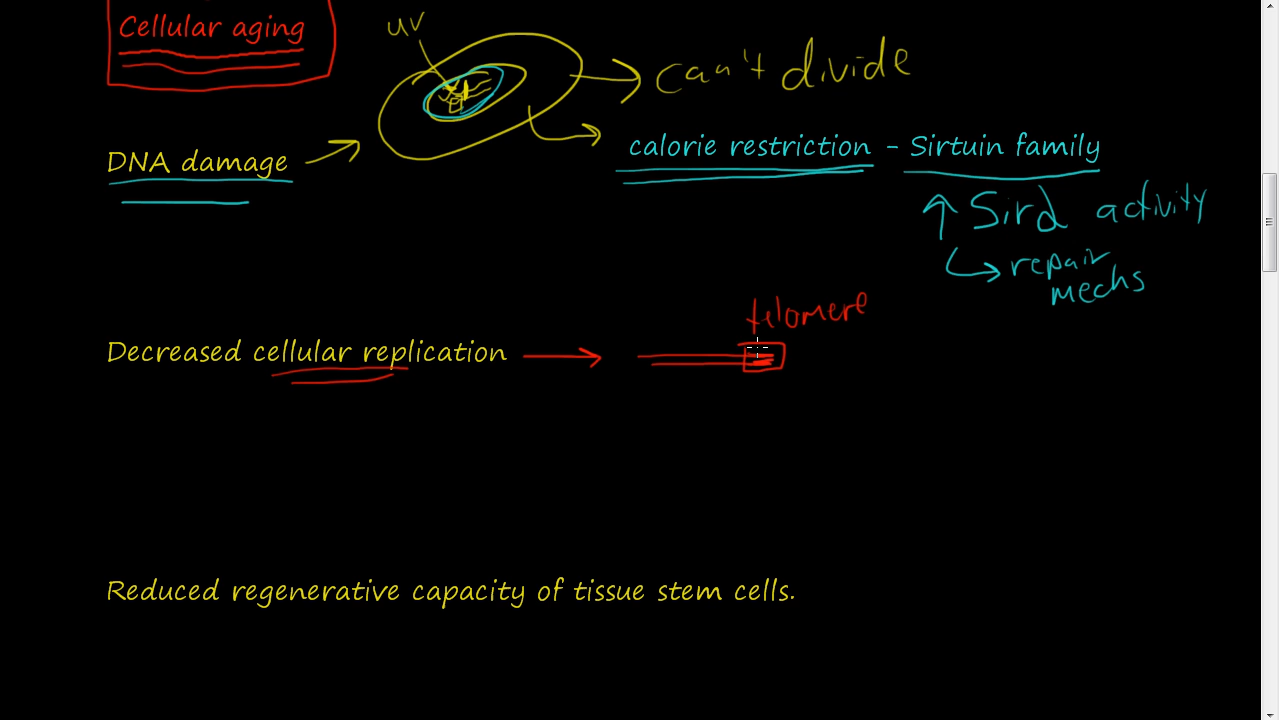 Cellular aging
uv
can't divide
DNA damage
calorie restriction - Sirtuin family
↑ Sird activity
repair
mechs
telomere
Decreased cellular replication
Reduced regenerative capacity of tissue stem cells.